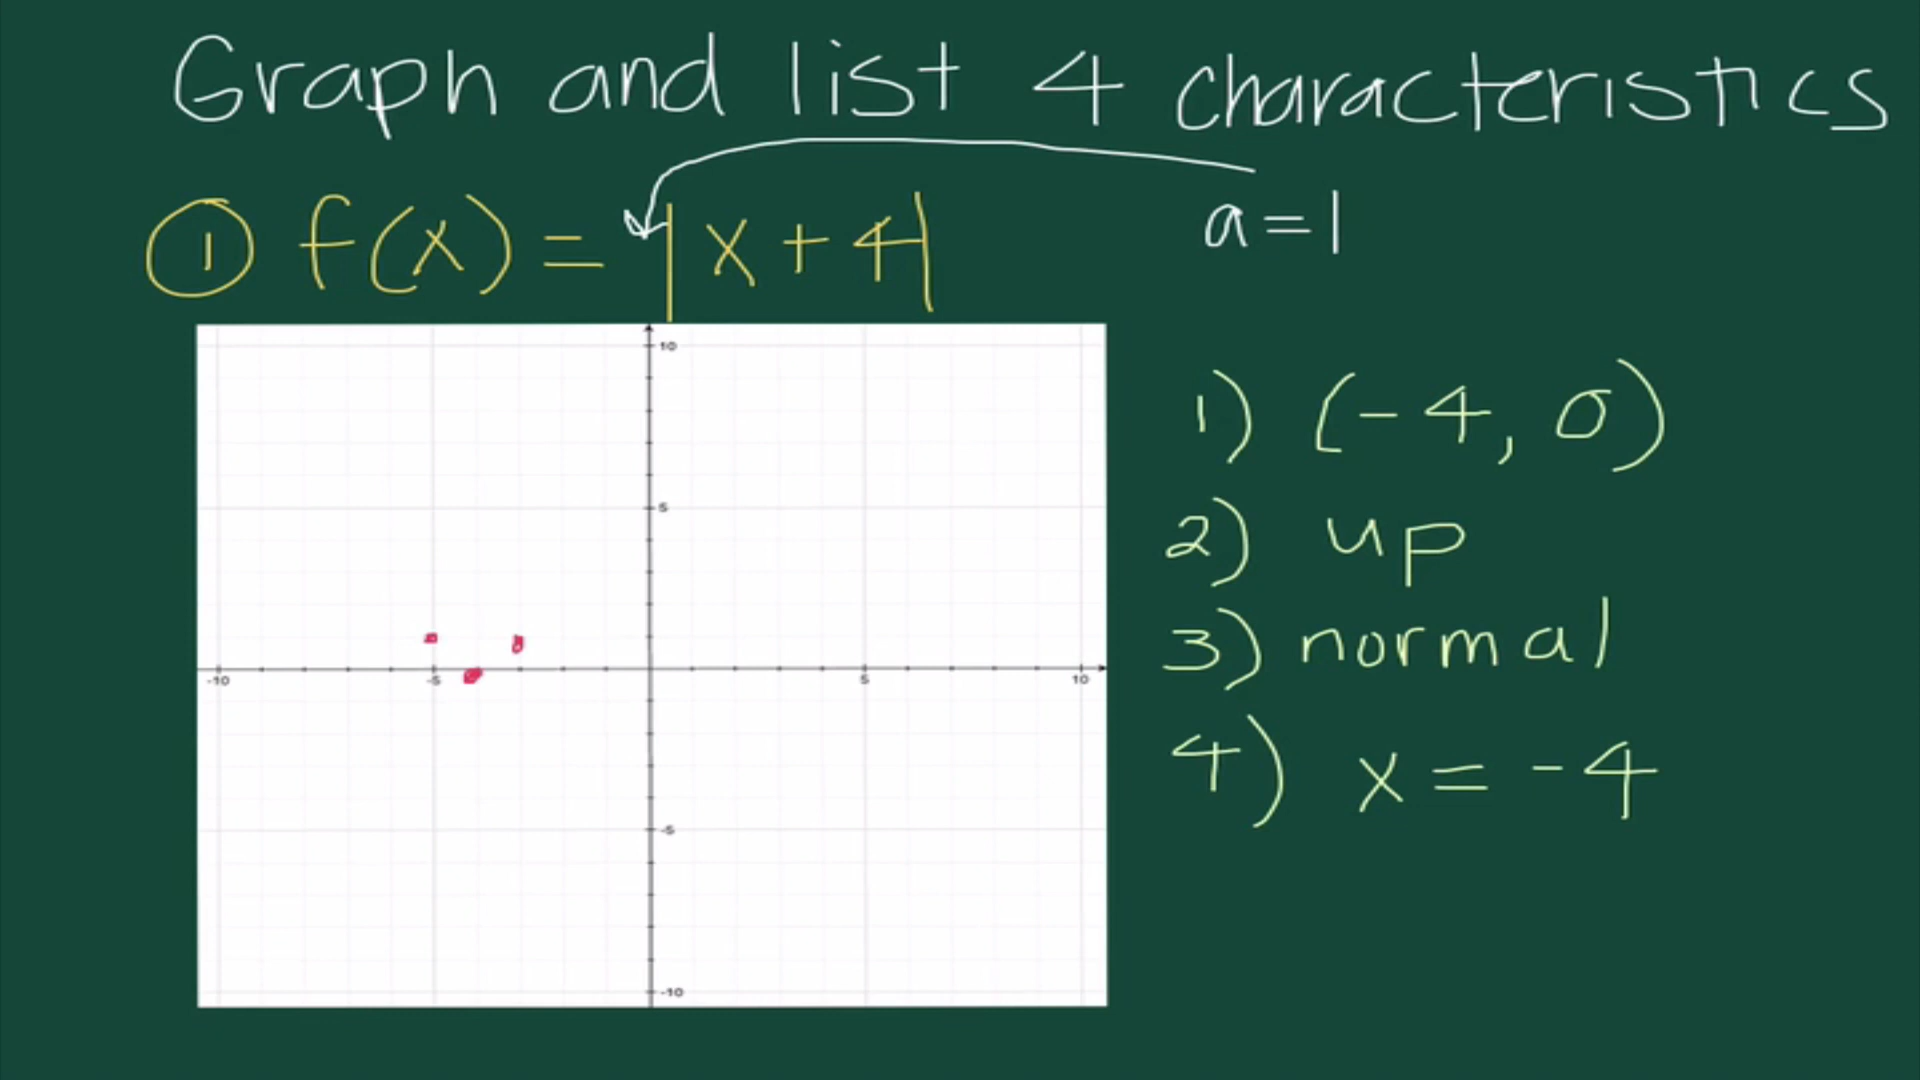 Graph and list 4 characteristics
① f(x) = |x+4|
a=1
1) (-4, 0)
2) up
3) normal
4) x = -4
10
5
-10 -5 5 10
-5
-10